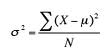 σ² = ∑(X − μ)² / N